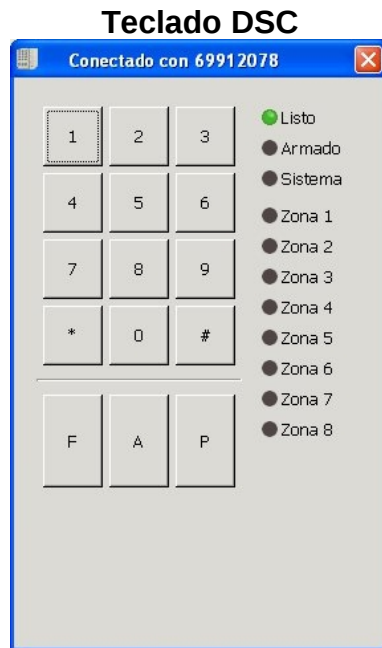 Teclado DSC
Conectado con 69912078
1 2 3
Listo
Armado
Sistema
4 5 6
Zona 1
Zona 2
7 8 9
Zona 3
Zona 4
* 0 #
Zona 5
Zona 6
Zona 7
F A P
Zona 8